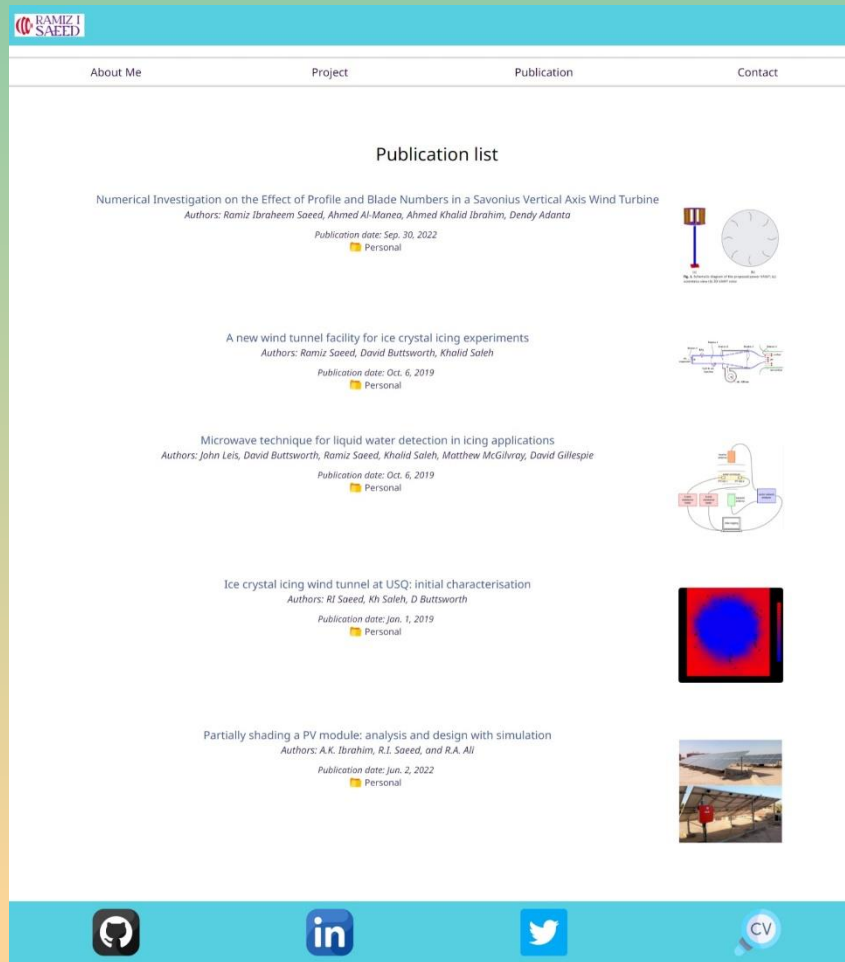 RAMIZ I
SAEED
About Me
Project
Publication
Contact
Publication list
Numerical Investigation on the Effect of Profile and Blade Numbers in a Savonius Vertical Axis Wind Turbine
Authors: Ramiz Ibraheem Saeed, Ahmed Al-Manea, Ahmed Khalid Ibrahim, Dendy Adanta
Publication date: Sep. 30, 2022
Personal
A new wind tunnel facility for ice crystal icing experiments
Authors: Ramiz Saeed, David Buttsworth, Khalid Saleh
Publication date: Oct. 6, 2019
Personal
Microwave technique for liquid water detection in icing applications
Authors: John Leis, David Buttsworth, Ramiz Saeed, Khalid Saleh, Matthew McGilvray, David Gillespie
Publication date: Oct. 6, 2019
Personal
Ice crystal icing wind tunnel at USQ: initial characterisation
Authors: RI Saeed, Kh Saleh, D Buttsworth
Publication date: Jan. 1, 2019
Personal
Partially shading a PV module: analysis and design with simulation
Authors: A.K. Ibrahim, R.I. Saeed, and R.A. Ali
Publication date: Jun. 2, 2022
Personal
in
CV